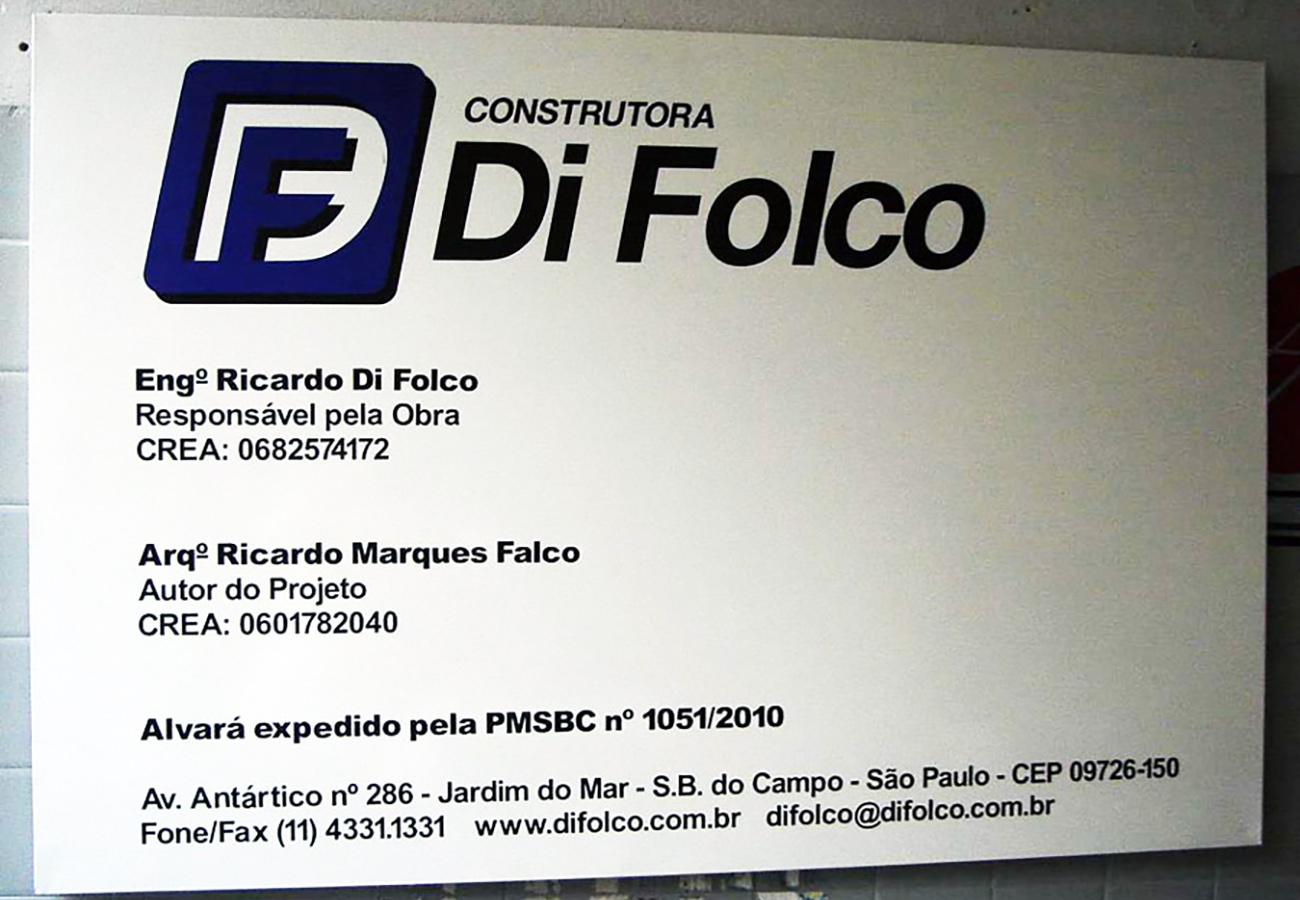 DF
CONSTRUTORA
Di Folco
Engº Ricardo Di Folco
Responsável pela Obra
CREA: 0682574172
Arqº Ricardo Marques Falco
Autor do Projeto
CREA: 0601782040
Alvará expedido pela PMSBC nº 1051/2010
Av. Antártico nº 286 - Jardim do Mar - S.B. do Campo - São Paulo - CEP 09726-150
Fone/Fax (11) 4331.1331 www.difolco.com.br difolco@difolco.com.br